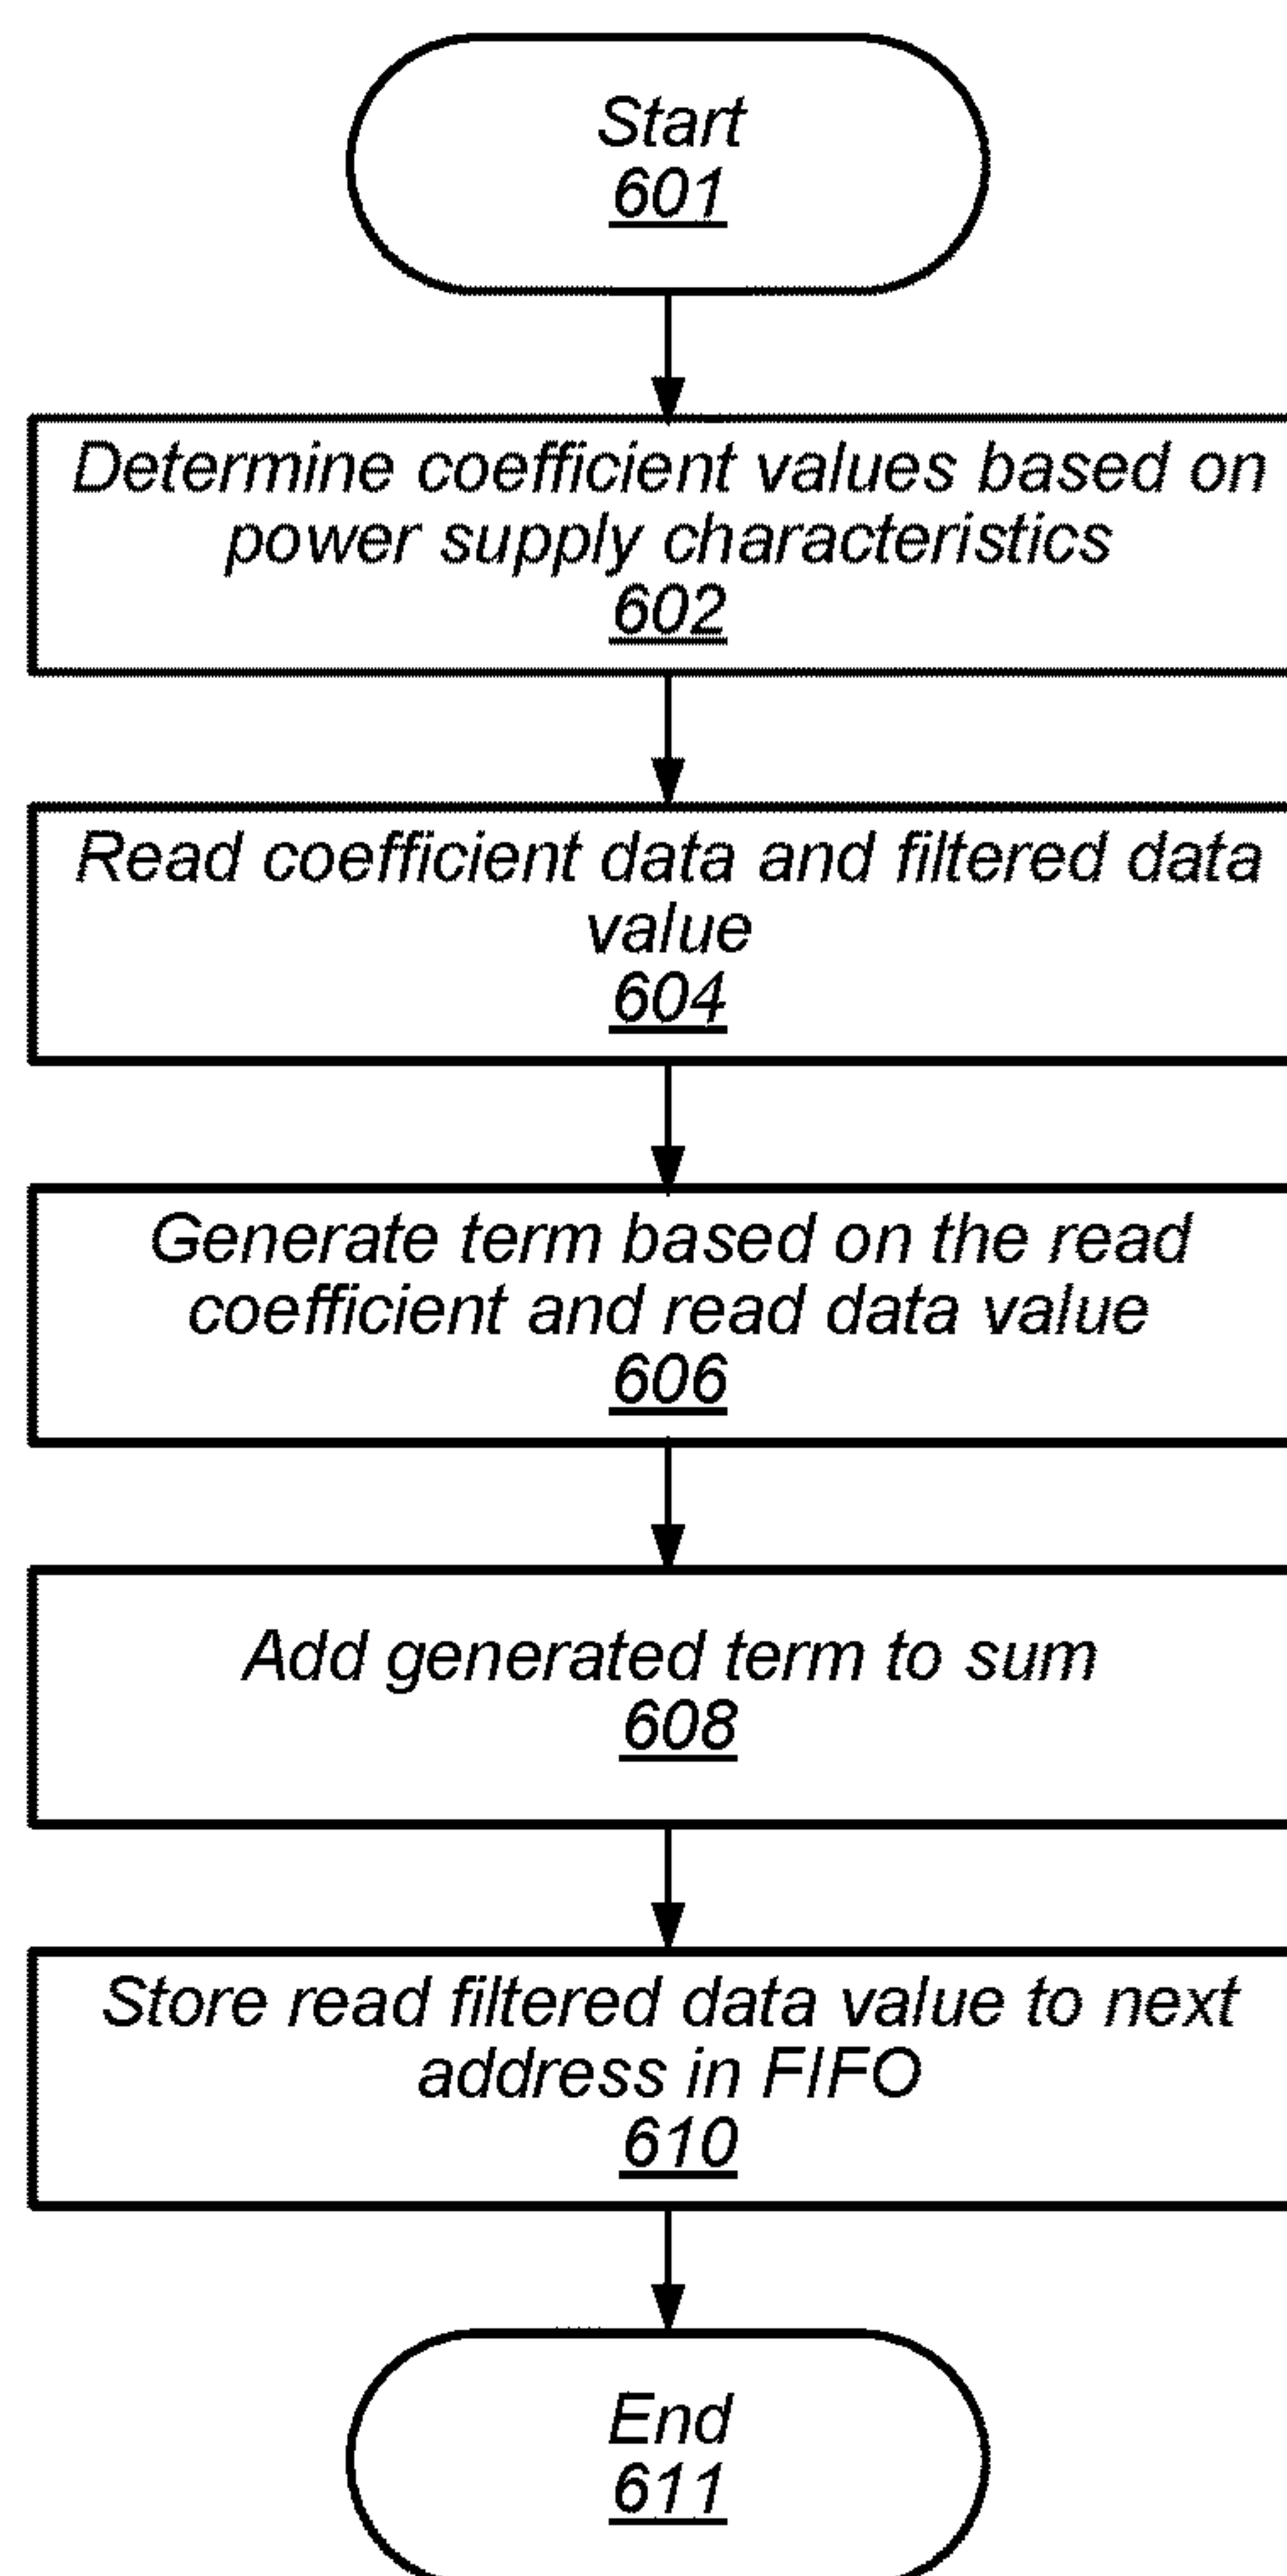 Start
601
Determine coefficient values based on
power supply characteristics
602
Read coefficient data and filtered data
value
604
Generate term based on the read
coefficient and read data value
606
Add generated term to sum
608
Store read filtered data value to next
address in FIFO
610
End
611